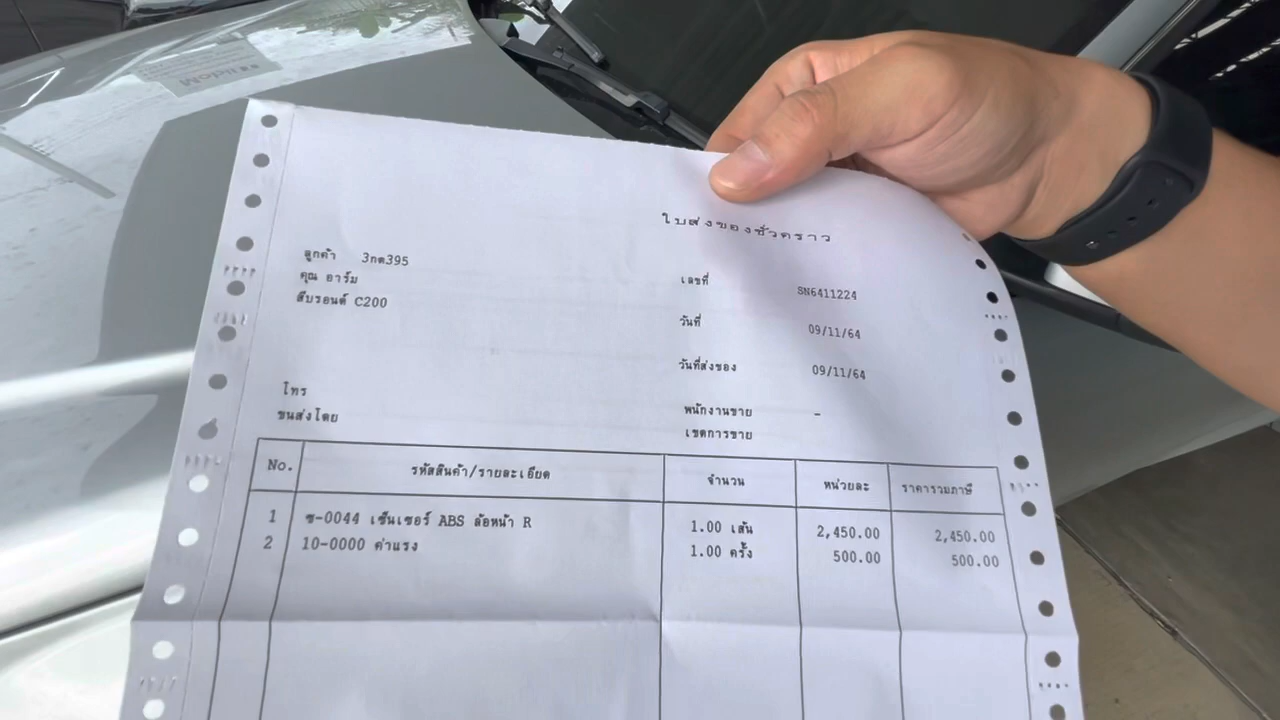 Mobil
ใบส่งของชั่วคราว
ลูกค้า 3กต395
คุณ อาร์ม
สีบรอนด์ C200
เลขที่ SN6411224
วันที่ 09/11/64
วันที่ส่งของ 09/11/64
โทร
ขนส่งโดย
พนักงานขาย -
เขตการขาย
No. รหัสสินค้า/รายละเอียด จำนวน หน่วยละ ราคารวมภาษี
1 ซ-0044 เซ็นเซอร์ ABS ล้อหน้า R 1.00 เส้น 2,450.00 2,450.00
2 10-0000 ค่าแรง 1.00 ครั้ง 500.00 500.00